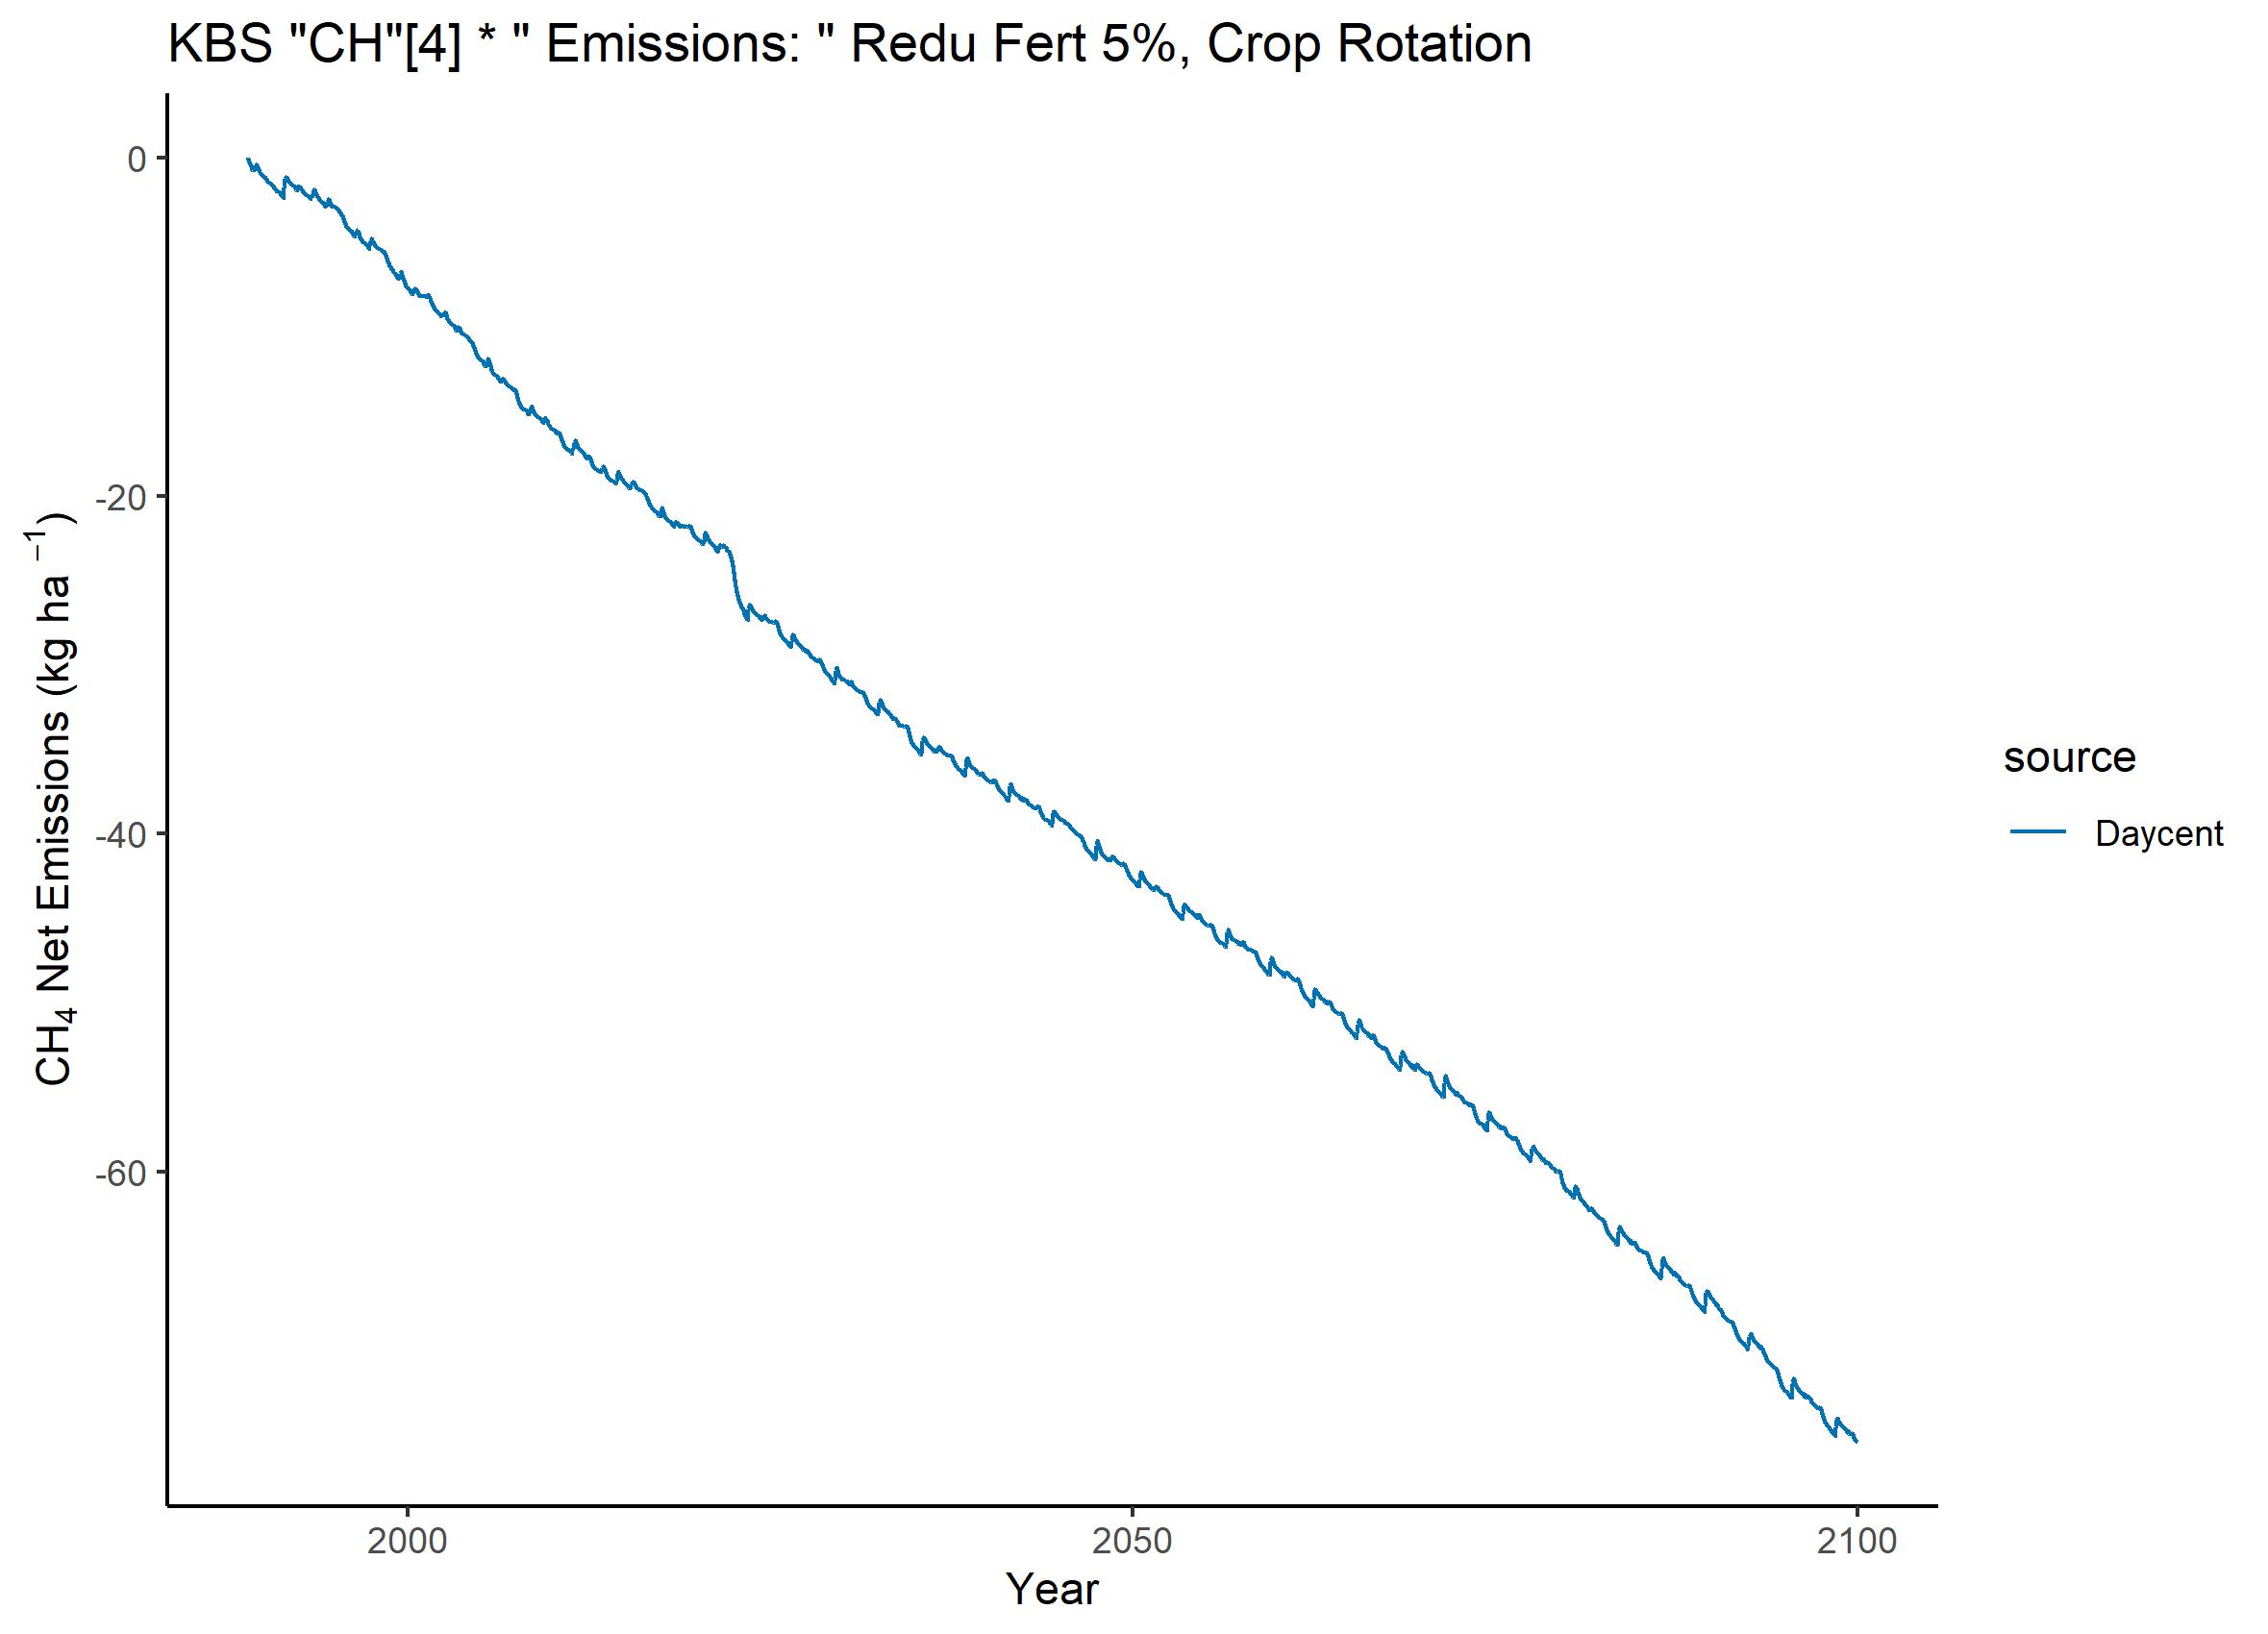 KBS "CH"[4] * " Emissions: " Redu Fert 5%, Crop Rotation
CH₄ Net Emissions (kg ha ⁻¹)
0
-20
-40
-60
2000
2050
2100
Year
source
Daycent